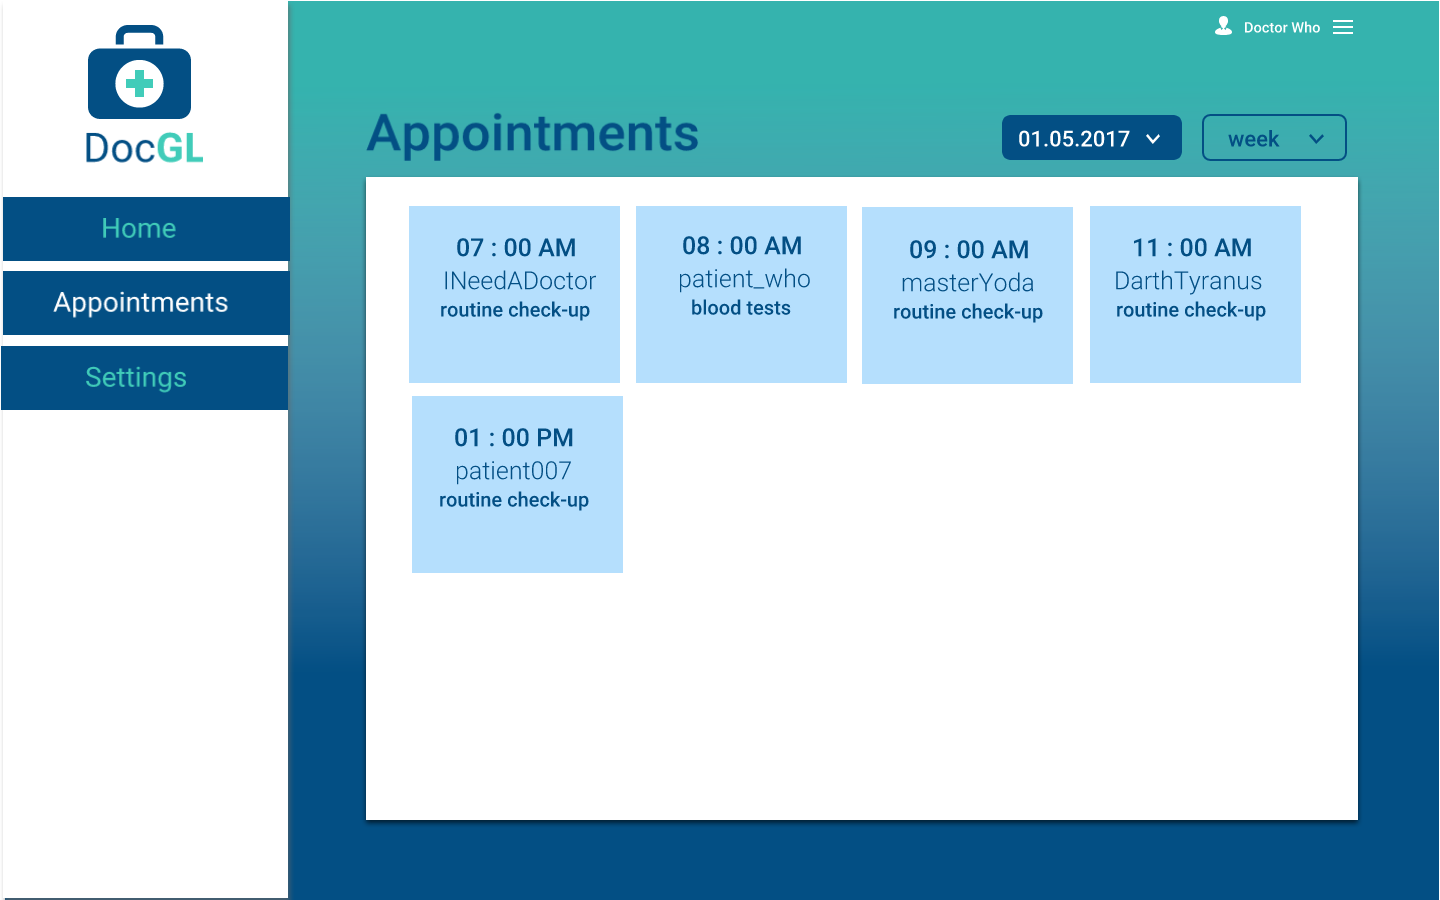 Doctor Who
DocGL
Appointments
01.05.2017
week
Home
Appointments
Settings
07 : 00 AM
INeedADoctor
routine check-up
08 : 00 AM
patient_who
blood tests
09 : 00 AM
masterYoda
routine check-up
11 : 00 AM
DarthTyranus
routine check-up
01 : 00 PM
patient007
routine check-up